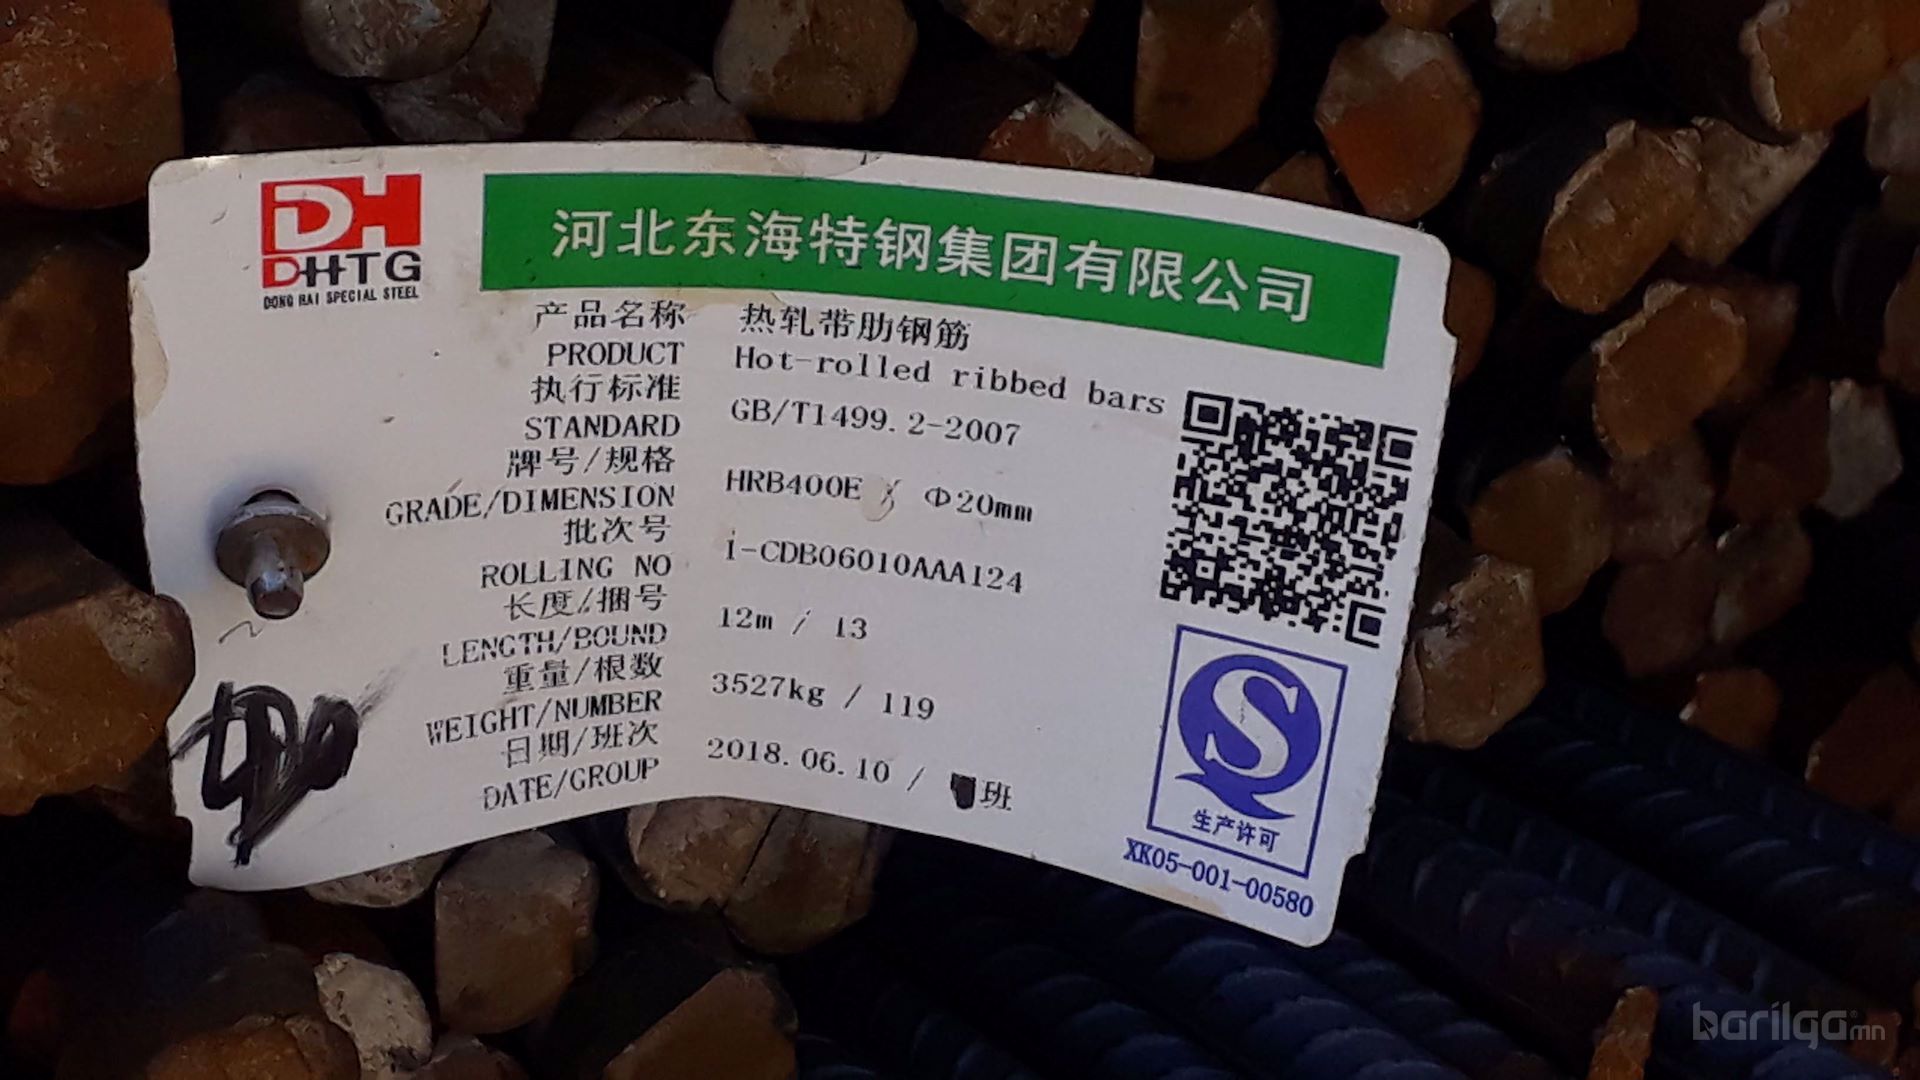 DH
DHTG
DONG HAI SPECIAL STEEL
河北东海特钢集团有限公司
产品名称 热轧带肋钢筋
PRODUCT Hot-rolled ribbed bars
执行标准
STANDARD GB/T1499.2-2007
牌号/规格
GRADE/DIMENSION HRB400E / Φ20mm
批次号
ROLLING NO 1-CDB06010AAA124
长度/捆号
LENGTH/BOUND 12m / 13
重量/根数
WEIGHT/NUMBER 3527kg / 119
日期/班次
DATE/GROUP 2018.06.10 / 班
生产许可
XK05-001-00580
barilga.mn